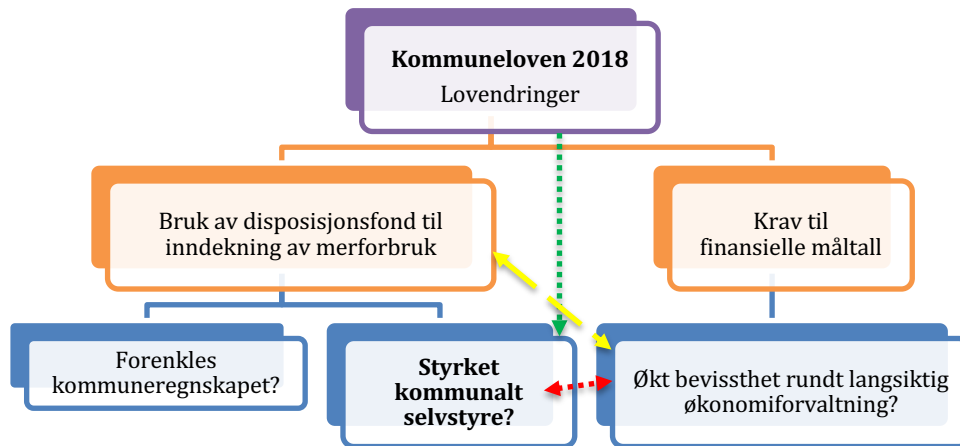 Kommuneloven 2018
Lovendringer
Bruk av disposisjonsfond til
inndekning av merforbruk
Krav til
finansielle måltall
Forenkles
kommuneregnskapet?
Styrket
kommunalt
selvstyre?
Økt bevissthet rundt langsiktig
økonomiforvaltning?